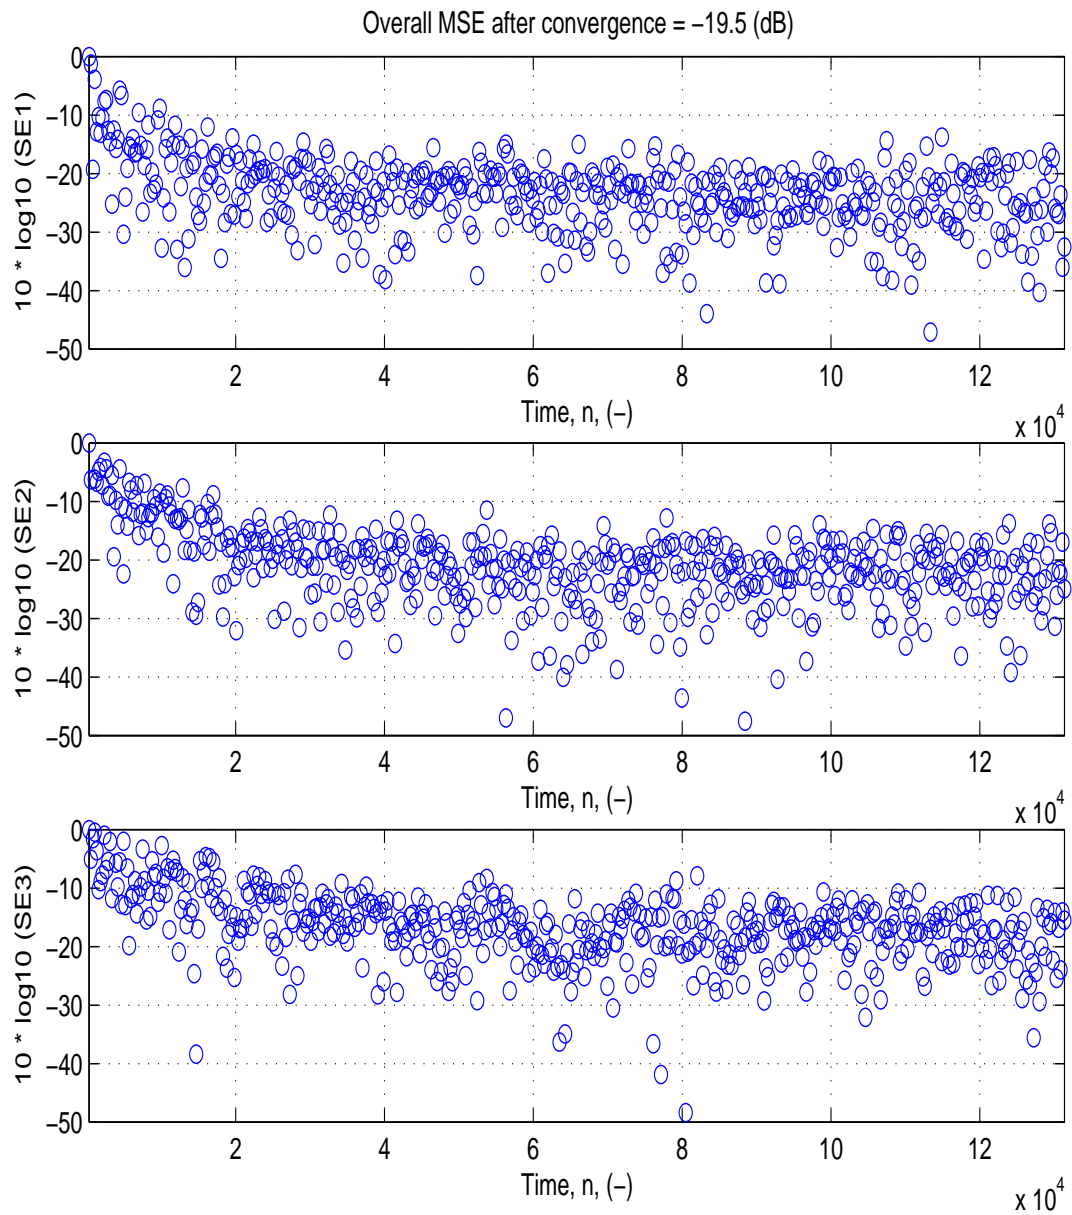 Overall MSE after convergence = −19.5 (dB)
0
−10
−20
−30
−40
−50
10 * log10 (SE1)
2 4 6 8 10 12
Time, n, (−)
x 10^4
0
−10
−20
−30
−40
−50
10 * log10 (SE2)
2 4 6 8 10 12
Time, n, (−)
x 10^4
0
−10
−20
−30
−40
−50
10 * log10 (SE3)
2 4 6 8 10 12
Time, n, (−)
x 10^4